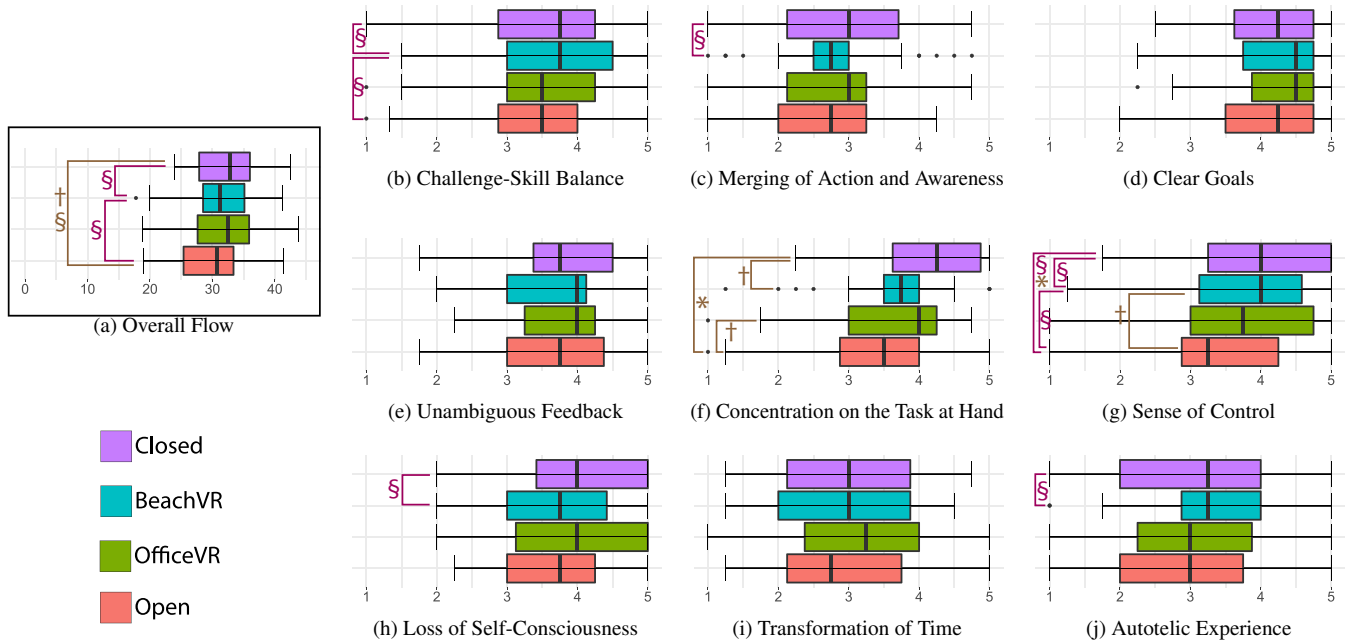 §
§
1 2 3 4 5
(b) Challenge-Skill Balance
§
1 2 3 4 5
(c) Merging of Action and Awareness
1 2 3 4 5
(d) Clear Goals
†
§
§
§
0 10 20 30 40
(a) Overall Flow
1 2 3 4 5
(e) Unambiguous Feedback
†
*
†
1 2 3 4 5
(f) Concentration on the Task at Hand
§
§
*
†
§
1 2 3 4 5
(g) Sense of Control
Closed
BeachVR
OfficeVR
Open
§
1 2 3 4 5
(h) Loss of Self-Consciousness
1 2 3 4 5
(i) Transformation of Time
§
1 2 3 4 5
(j) Autotelic Experience